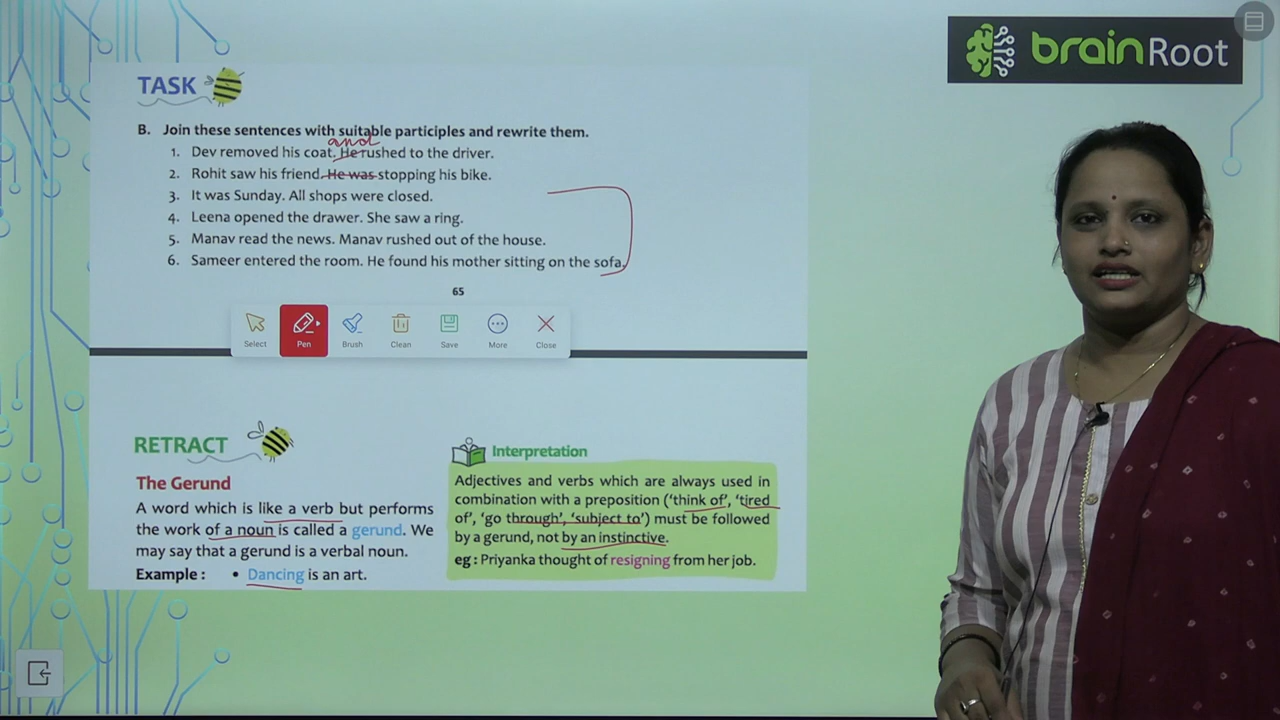 brainRoot
TASK
B. Join these sentences with suitable participles and rewrite them.
and
1. Dev removed his coat. He rushed to the driver.
2. Rohit saw his friend. He was stopping his bike.
3. It was Sunday. All shops were closed.
4. Leena opened the drawer. She saw a ring.
5. Manav read the news. Manav rushed out of the house.
6. Sameer entered the room. He found his mother sitting on the sofa.
65
Select Pen Brush Clean Save More Close
RETRACT
The Gerund
A word which is like a verb but performs
the work of a noun is called a gerund. We
may say that a gerund is a verbal noun.
Example : • Dancing is an art.
Interpretation
Adjectives and verbs which are always used in
combination with a preposition (‘think of’, ‘tired
of’, ‘go through’, ‘subject to’) must be followed
by a gerund, not by an instinctive.
eg : Priyanka thought of resigning from her job.